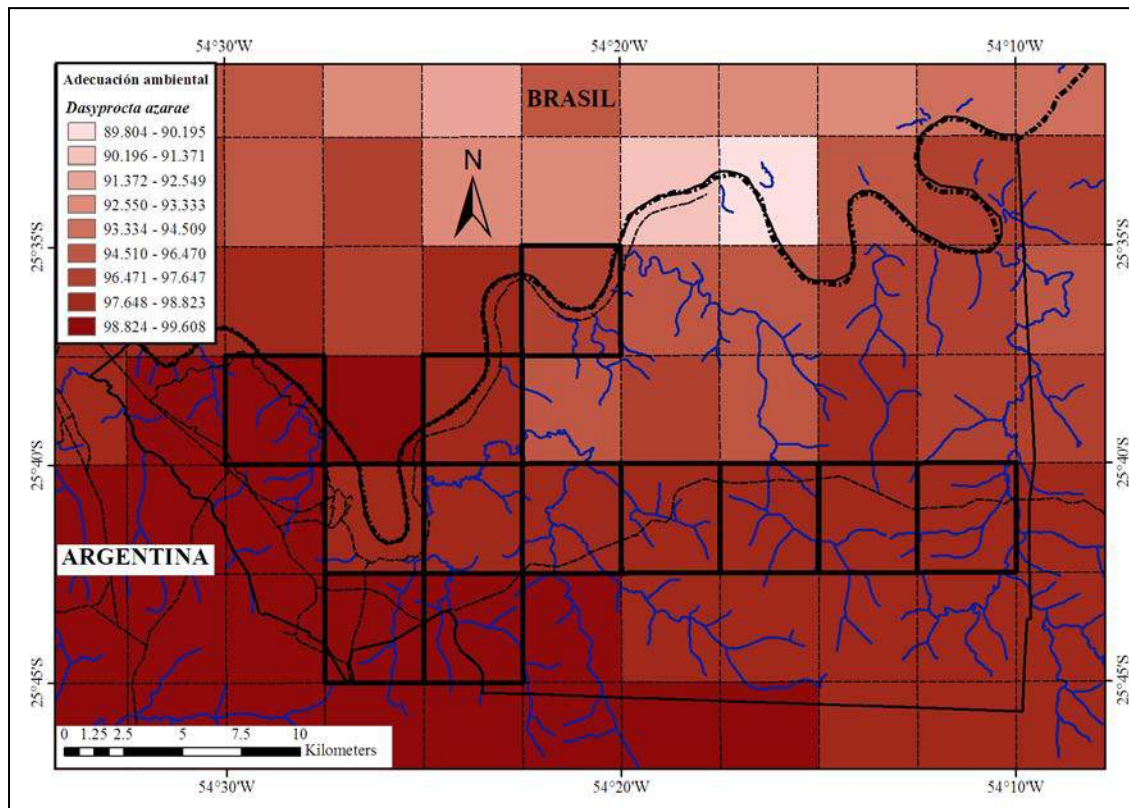 54°30'W 54°20'W 54°10'W
Adecuación ambiental
Dasyprocta azarae
89.804 - 90.195
90.196 - 91.371
91.372 - 92.549
92.550 - 93.333
93.334 - 94.509
94.510 - 96.470
96.471 - 97.647
97.648 - 98.823
98.824 - 99.608
BRASIL
N
25°35'S 25°35'S
25°40'S 25°40'S
ARGENTINA
25°45'S 25°45'S
0 1.25 2.5 5 7.5 10
Kilometers
54°30'W 54°20'W 54°10'W